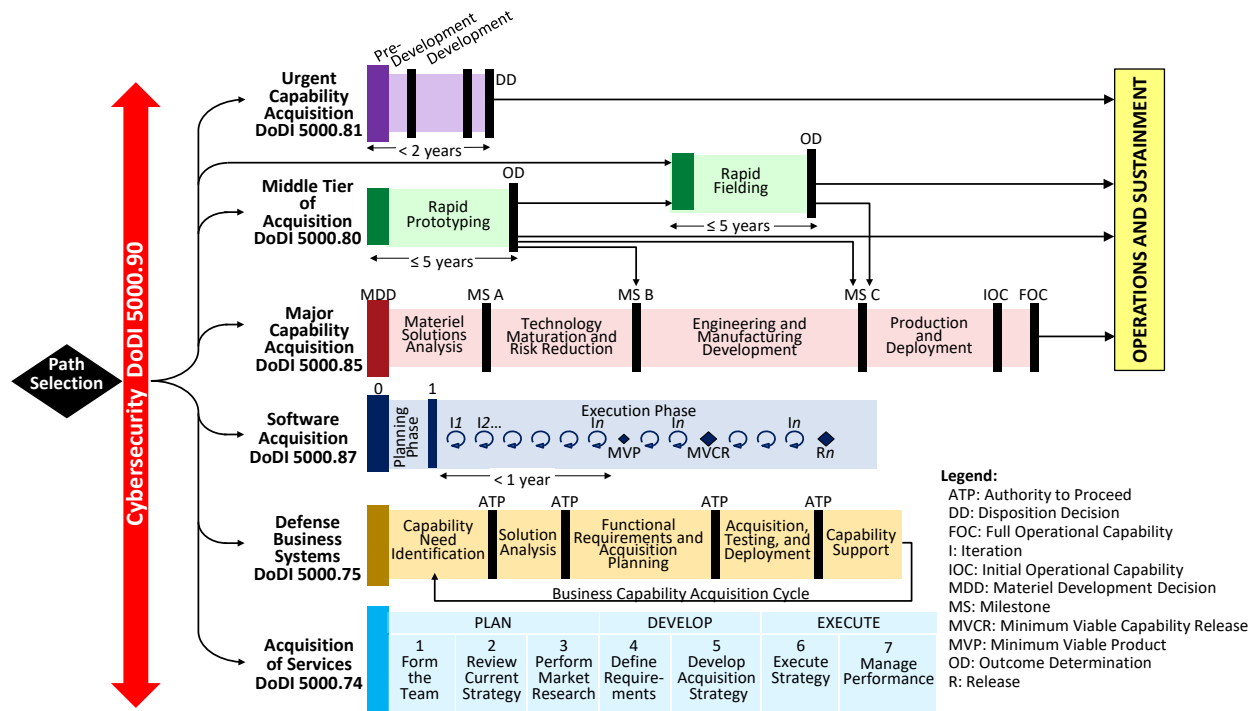 Pre-
Development
Development
Urgent
Capability
Acquisition
DoDI 5000.81
DD
< 2 years
OD
Rapid
Fielding
≤ 5 years
Middle Tier
of
Acquisition
DoDI 5000.80
OD
Rapid
Prototyping
≤ 5 years
OPERATIONS AND SUSTAINMENT
Cybersecurity DoDI 5000.90
Path
Selection
Major
Capability
Acquisition
DoDI 5000.85
MDD
MS A
MS B
MS C
IOC
FOC
Materiel
Solutions
Analysis
Technology
Maturation and
Risk Reduction
Engineering and
Manufacturing
Development
Production
and
Deployment
Software
Acquisition
DoDI 5000.87
0
1
Planning
Phase
Execution Phase
I1
I2...
In
In
In
MVP
MVCR
Rn
< 1 year
Defense
Business
Systems
DoDI 5000.75
ATP
ATP
ATP
ATP
Capability
Need
Identification
Solution
Analysis
Functional
Requirements and
Acquisition
Planning
Acquisition,
Testing, and
Deployment
Capability
Support
Business Capability Acquisition Cycle
Acquisition
of Services
DoDI 5000.74
PLAN
DEVELOP
EXECUTE
1
Form
the
Team
2
Review
Current
Strategy
3
Perform
Market
Research
4
Define
Require-
ments
5
Develop
Acquisition
Strategy
6
Execute
Strategy
7
Manage
Performance
Legend:
ATP: Authority to Proceed
DD: Disposition Decision
FOC: Full Operational Capability
I: Iteration
IOC: Initial Operational Capability
MDD: Materiel Development Decision
MS: Milestone
MVCR: Minimum Viable Capability Release
MVP: Minimum Viable Product
OD: Outcome Determination
R: Release